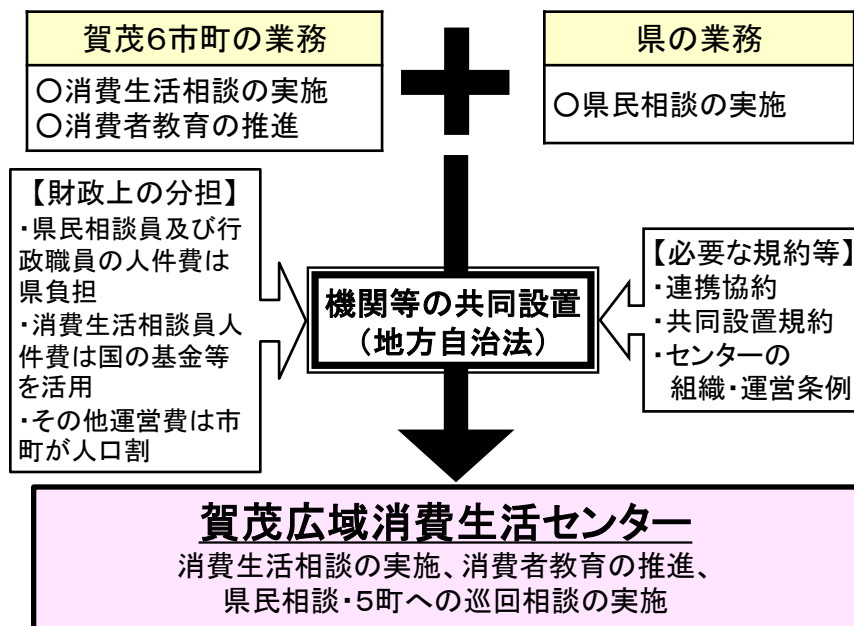 賀茂6市町の業務
○消費生活相談の実施
○消費者教育の推進
県の業務
○県民相談の実施
【財政上の分担】
・県民相談員及び行
政職員の人件費は
県負担
・消費生活相談員人
件費は国の基金等
を活用
・その他運営費は市
町が人口割
機関等の共同設置
（地方自治法）
【必要な規約等】
・連携協約
・共同設置規約
・センターの
組織・運営条例
賀茂広域消費生活センター
消費生活相談の実施、消費者教育の推進、
県民相談・5町への巡回相談の実施